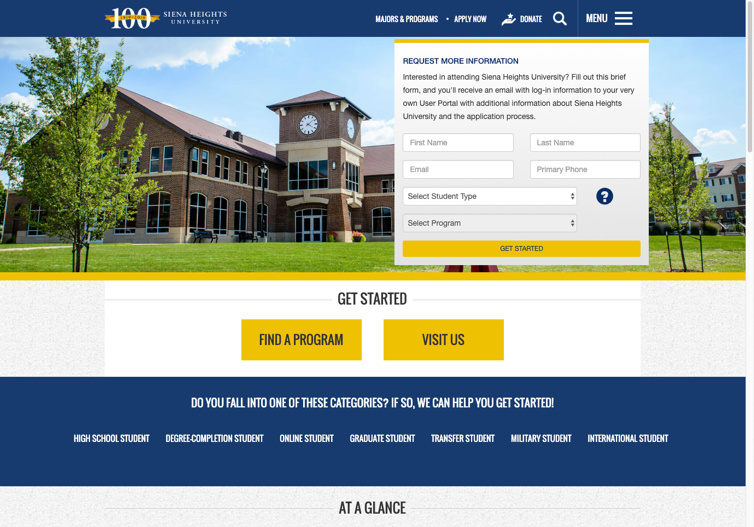 100
SIENA HEIGHTS
UNIVERSITY
MAJORS & PROGRAMS • APPLY NOW
DONATE
MENU
REQUEST MORE INFORMATION
Interested in attending Siena Heights University? Fill out this brief
form, and you'll receive an email with log-in information to your very
own User Portal with additional information about Siena Heights
University and the application process.
First Name
Last Name
Email
Primary Phone
Select Student Type
?
Select Program
GET STARTED
GET STARTED
FIND A PROGRAM
VISIT US
DO YOU FALL INTO ONE OF THESE CATEGORIES? IF SO, WE CAN HELP YOU GET STARTED!
HIGH SCHOOL STUDENT
DEGREE-COMPLETION STUDENT
ONLINE STUDENT
GRADUATE STUDENT
TRANSFER STUDENT
MILITARY STUDENT
INTERNATIONAL STUDENT
AT A GLANCE